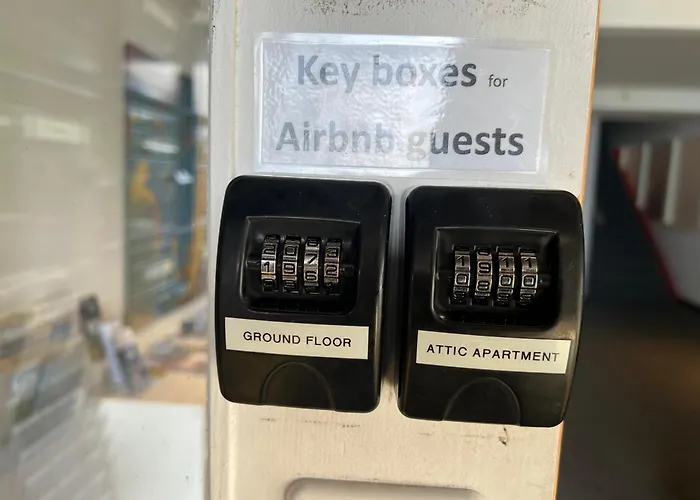 Key boxes for
Airbnb guests
GROUND FLOOR
ATTIC APARTMENT